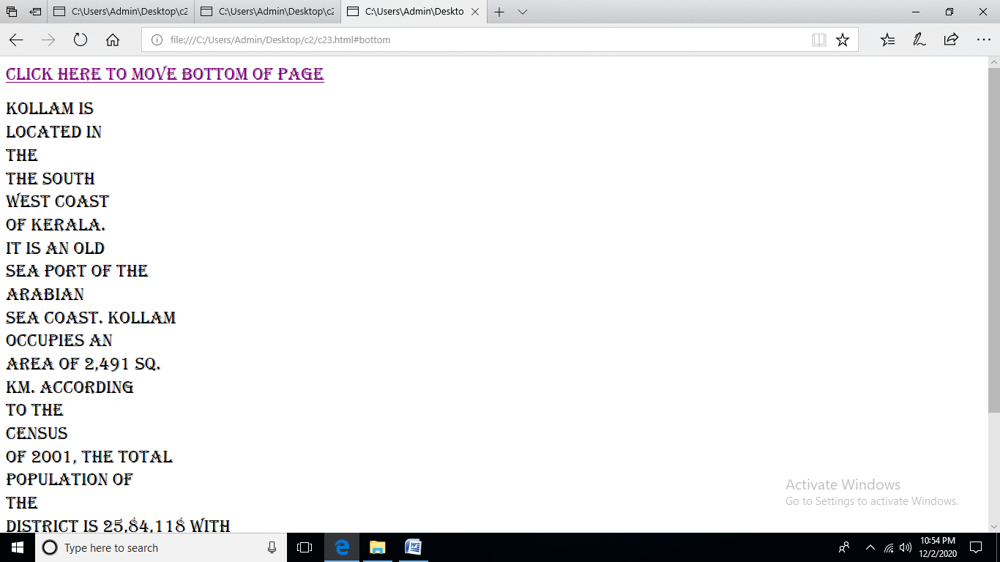 C:\Users\Admin\Desktop\c2
C:\Users\Admin\Desktop\c2
C:\Users\Admin\Deskto
file:///C:/Users/Admin/Desktop/c2/c23.html#bottom
CLICK HERE TO MOVE BOTTOM OF PAGE
KOLLAM IS
LOCATED IN
THE
THE SOUTH
WEST COAST
OF KERALA.
IT IS AN OLD
SEA PORT OF THE
ARABIAN
SEA COAST. KOLLAM
OCCUPIES AN
AREA OF 2,491 SQ.
KM. ACCORDING
TO THE
CENSUS
OF 2001, THE TOTAL
POPULATION OF
THE
DISTRICT IS 25,84,118 WITH
Activate Windows
Go to Settings to activate Windows.
Type here to search
10:54 PM
12/2/2020